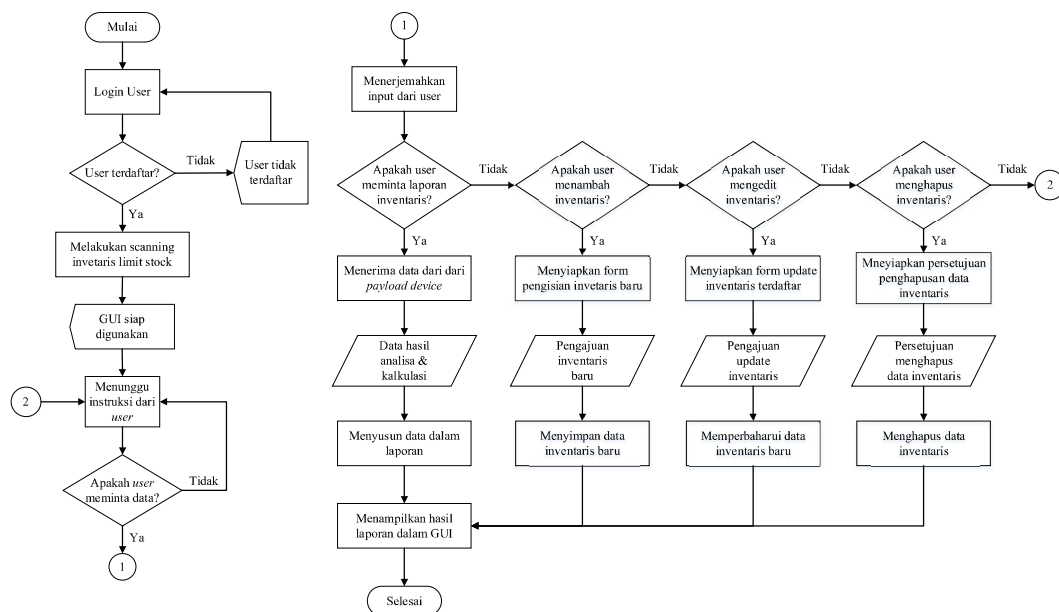 Mulai
Login User
User terdaftar?
Tidak
User tidak
terdaftar
Ya
Melakukan scanning
invetaris limit stock
GUI siap
digunakan
2
Menunggu
instruksi dari
user
Apakah user
meminta data?
Tidak
Ya
1
1
Menerjemahkan
input dari user
Apakah user
meminta laporan
inventaris?
Tidak
Apakah user
menambah
inventaris?
Tidak
Apakah user
mengedit
inventaris?
Tidak
Apakah user
menghapus
inventaris?
Tidak
2
Ya
Ya
Ya
Ya
Menerima data dari dari
payload device
Menyiapkan form
pengisian invetaris baru
Menyiapkan form update
inventaris terdaftar
Mneyiapkan persetujuan
penghapusan data
inventaris
Data hasil
analisa &
kalkulasi
Pengajuan
inventaris
baru
Pengajuan
update
inventaris
Persetujuan
menghapus
data inventaris
Menyusun data dalam
laporan
Menyimpan data
inventaris baru
Memperbaharui data
inventaris baru
Menghapus data
inventaris
Menampilkan hasil
laporan dalam GUI
Selesai